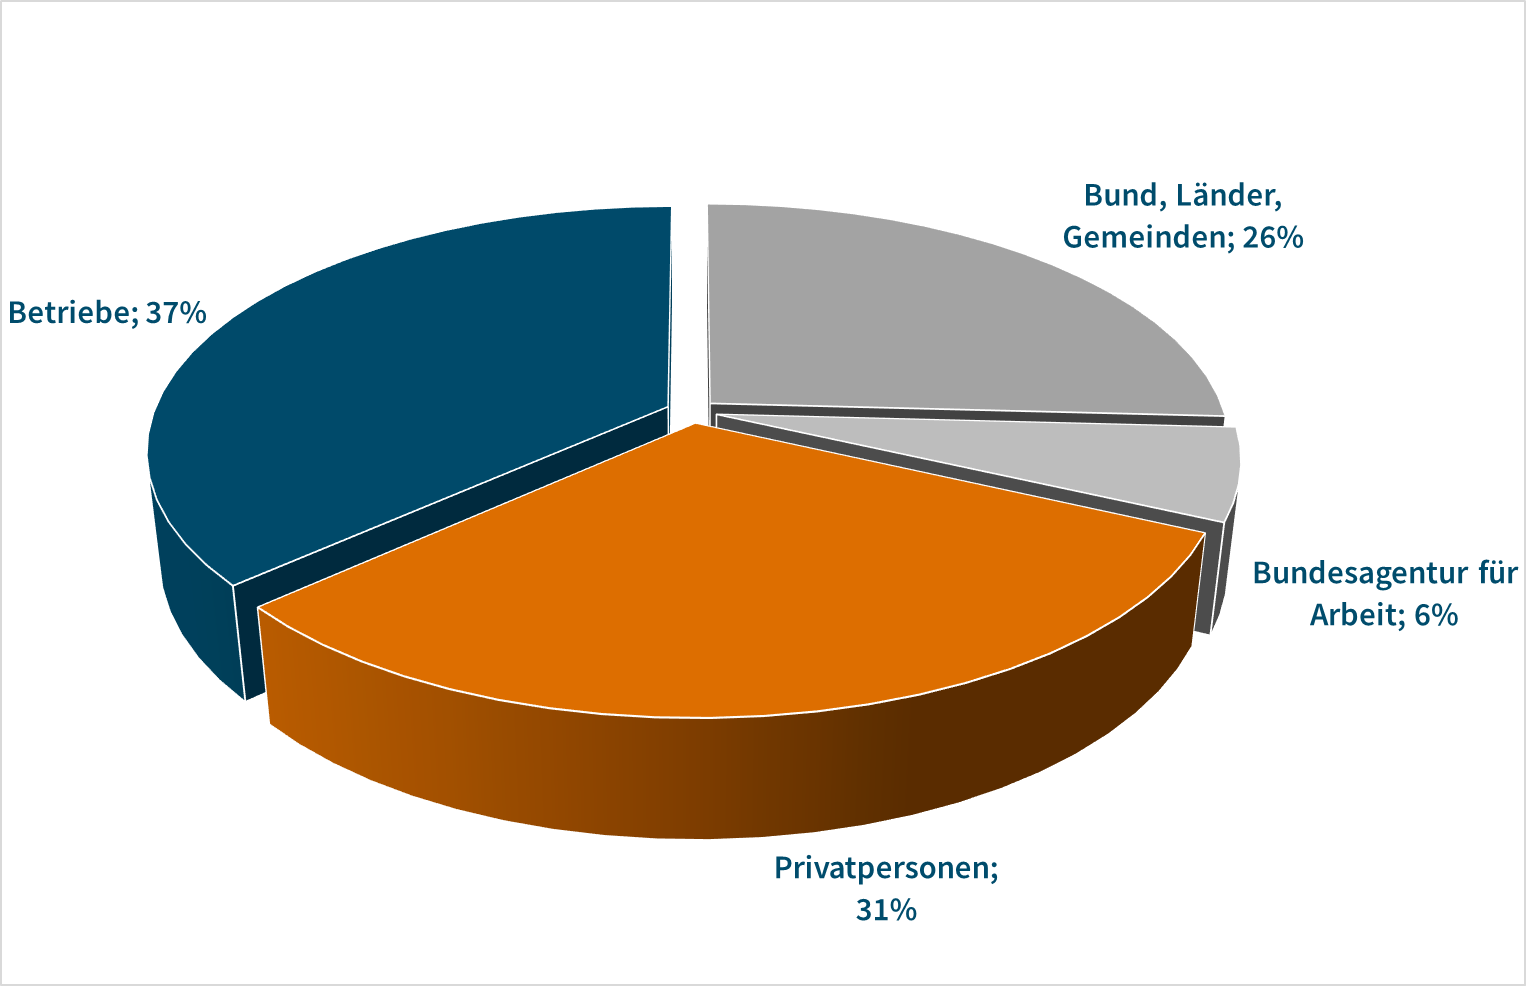 Bund, Länder,
Gemeinden; 26%
Betriebe; 37%
Bundesagentur für
Arbeit; 6%
Privatpersonen;
31%